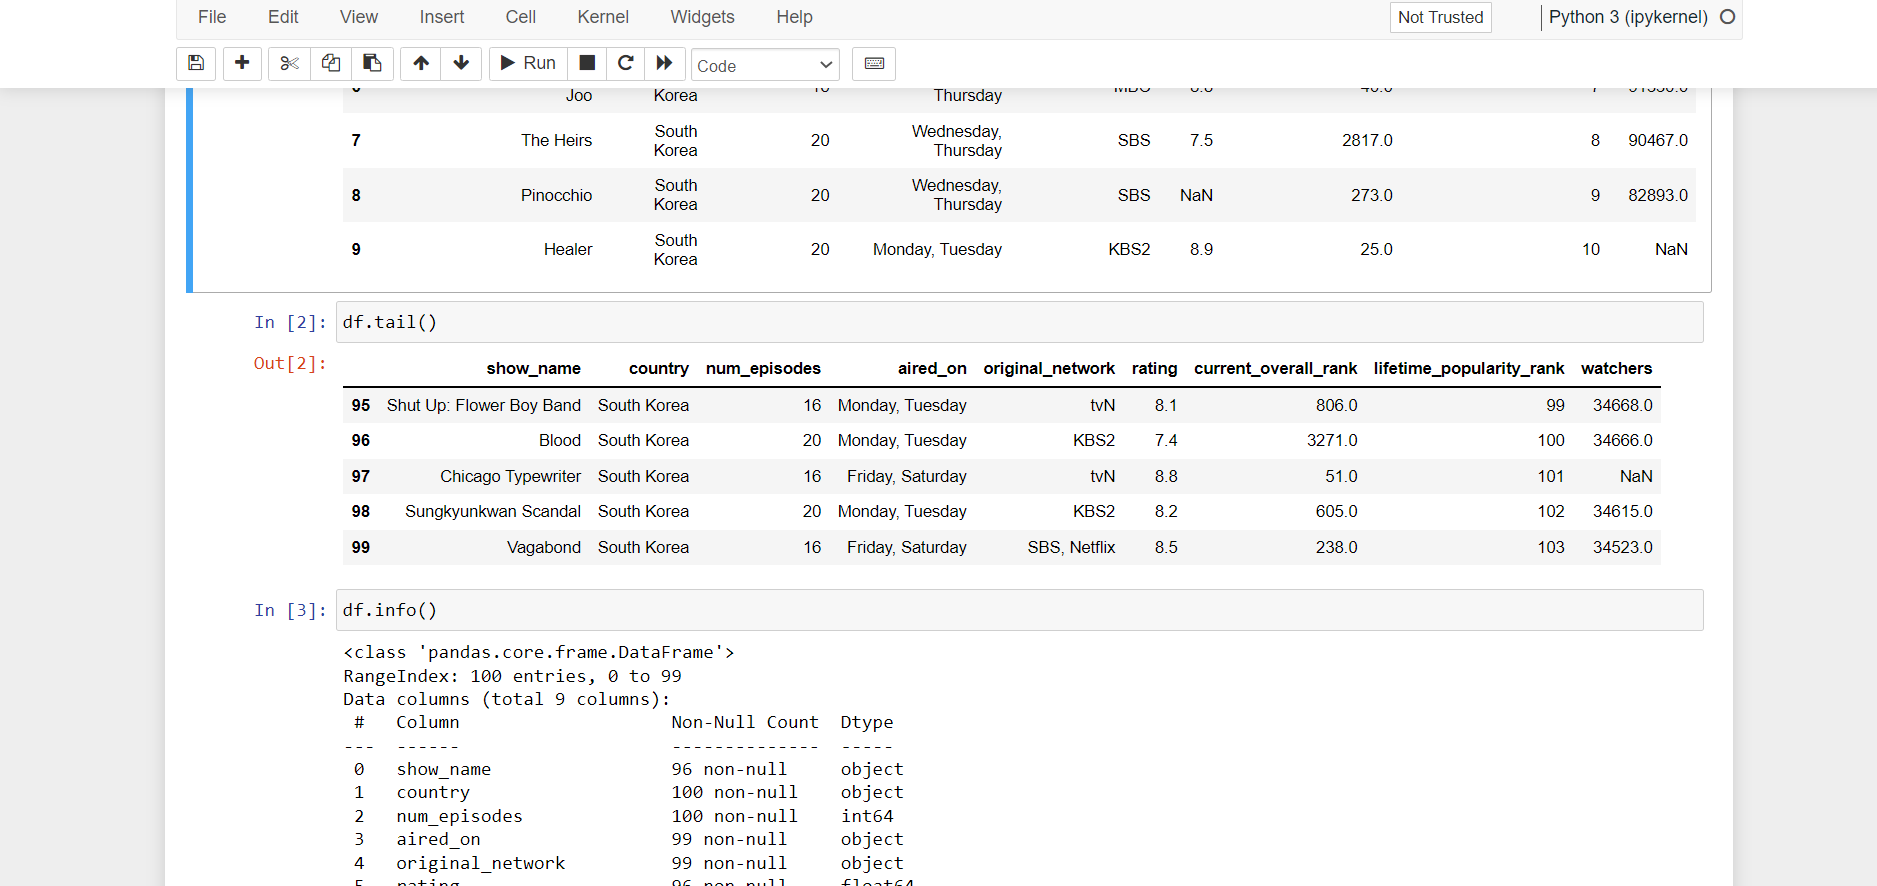 File Edit View Insert Cell Kernel Widgets Help Not Trusted Python 3 (ipykernel)
Run Code
Joo Korea Thursday
7 The Heirs South Korea 20 Wednesday, Thursday SBS 7.5 2817.0 8 90467.0
8 Pinocchio South Korea 20 Wednesday, Thursday SBS NaN 273.0 9 82893.0
9 Healer South Korea 20 Monday, Tuesday KBS2 8.9 25.0 10 NaN
In [2]: df.tail()
Out[2]:
show_name country num_episodes aired_on original_network rating current_overall_rank lifetime_popularity_rank watchers
95 Shut Up: Flower Boy Band South Korea 16 Monday, Tuesday tvN 8.1 806.0 99 34668.0
96 Blood South Korea 20 Monday, Tuesday KBS2 7.4 3271.0 100 34666.0
97 Chicago Typewriter South Korea 16 Friday, Saturday tvN 8.8 51.0 101 NaN
98 Sungkyunkwan Scandal South Korea 20 Monday, Tuesday KBS2 8.2 605.0 102 34615.0
99 Vagabond South Korea 16 Friday, Saturday SBS, Netflix 8.5 238.0 103 34523.0
In [3]: df.info()
<class 'pandas.core.frame.DataFrame'>
RangeIndex: 100 entries, 0 to 99
Data columns (total 9 columns):
# Column Non-Null Count Dtype
--- ------ -------------- -----
0 show_name 96 non-null object
1 country 100 non-null object
2 num_episodes 100 non-null int64
3 aired_on 99 non-null object
4 original_network 99 non-null object
5 rating 96 non-null float64